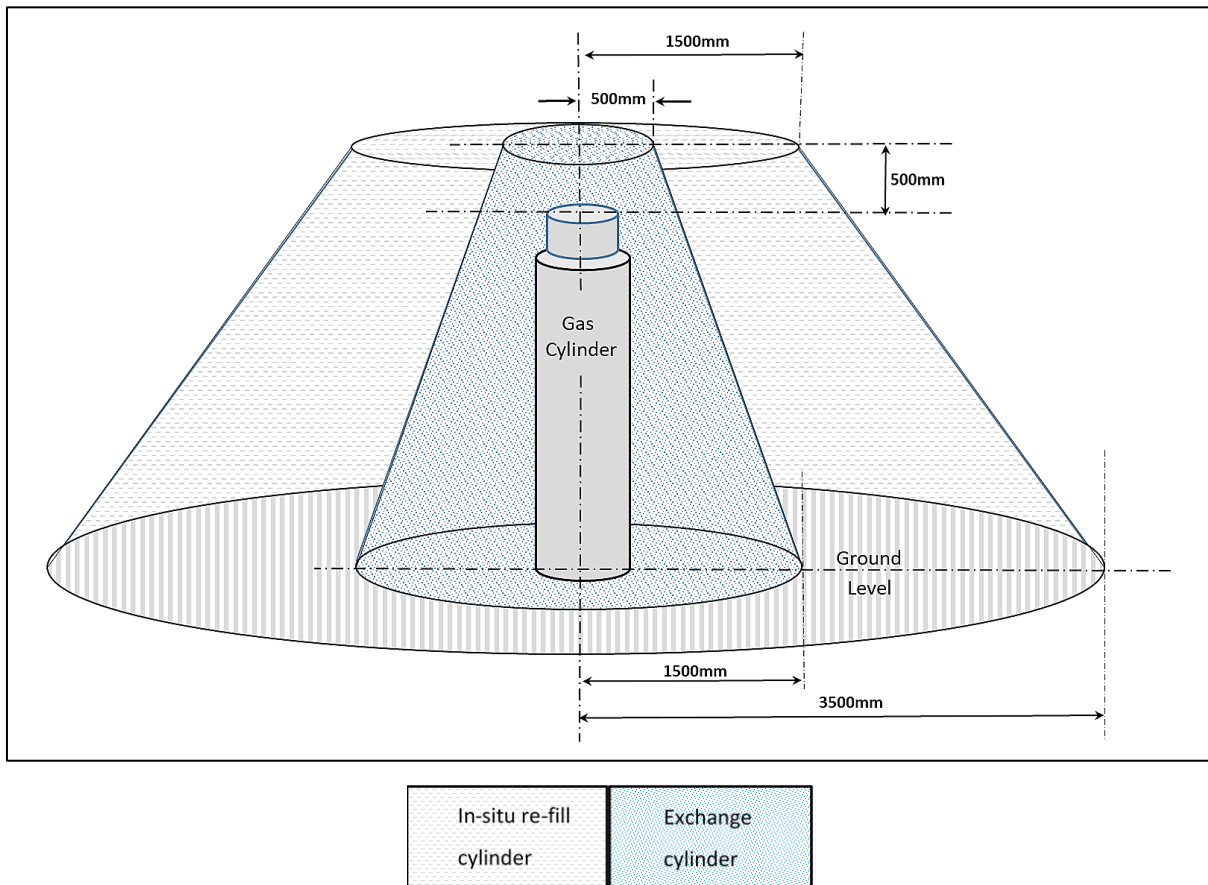 1500mm
500mm
500mm
Gas
Cylinder
Ground
Level
1500mm
3500mm
In-situ re-fill
cylinder
Exchange
cylinder